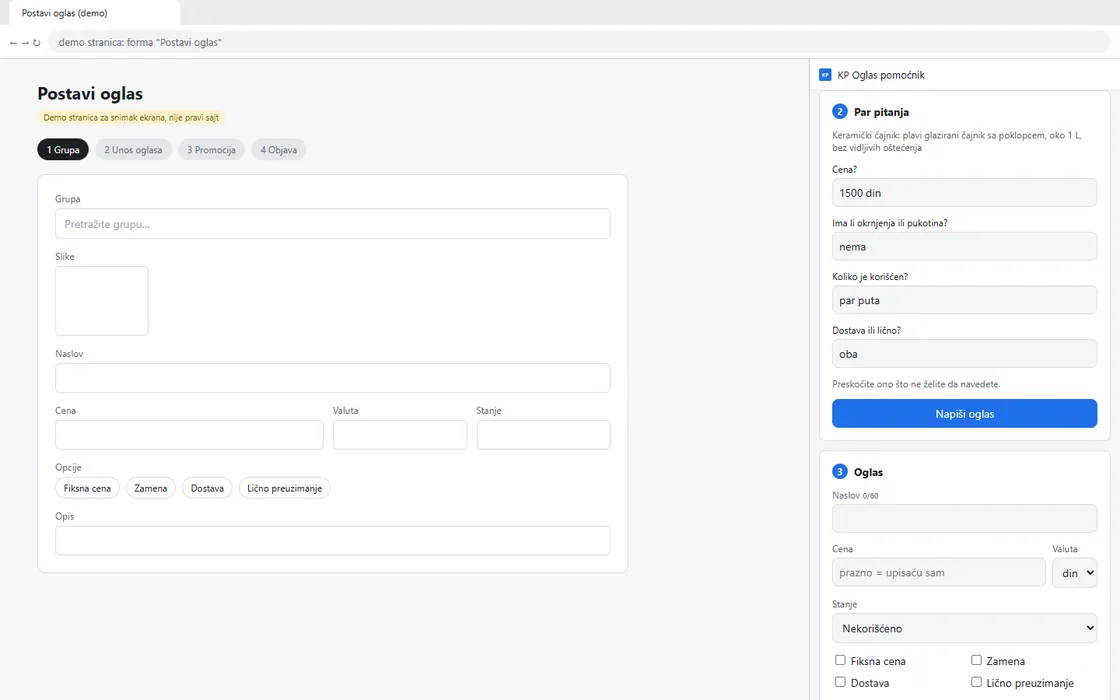 Postavi oglas (demo)
demo stranica: forma "Postavi oglas"
Postavi oglas
Demo stranica za snimak ekrana, nije pravi sajt
1 Grupa
2 Unos oglasa
3 Promocija
4 Objava
Grupa
Pretražite grupu...
Slike
Naslov
Cena
Valuta
Stanje
Opcije
Fiksna cena
Zamena
Dostava
Lično preuzimanje
Opis
KP
KP Oglas pomoćnik
2 Par pitanja
Keramički čajnik: plavi glazirani čajnik sa poklopcem, oko 1 L,
bez vidljivih oštećenja
Cena?
1500 din
Ima li okrnjenja ili pukotina?
nema
Koliko je korišćen?
par puta
Dostava ili lično?
oba
Preskočite ono što ne želite da navedete.
Napiši oglas
3 Oglas
Naslov 0/60
Cena
Valuta
prazno = upisaću sam
din
Stanje
Nekorišćeno
Fiksna cena
Zamena
Dostava
Lično preuzimanje